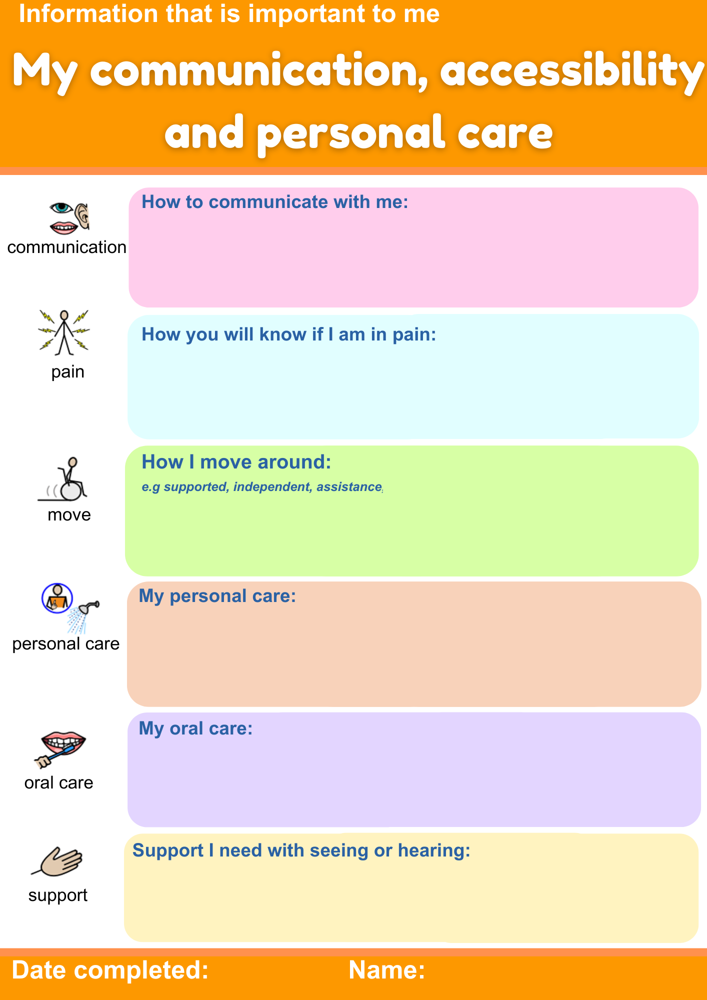 Information that is important to me
My communication, accessibility
and personal care
How to communicate with me:
communication
How you will know if I am in pain:
pain
How I move around:
e.g supported, independent, assistance,
move
My personal care:
personal care
My oral care:
oral care
Support I need with seeing or hearing:
support
Date completed: Name: